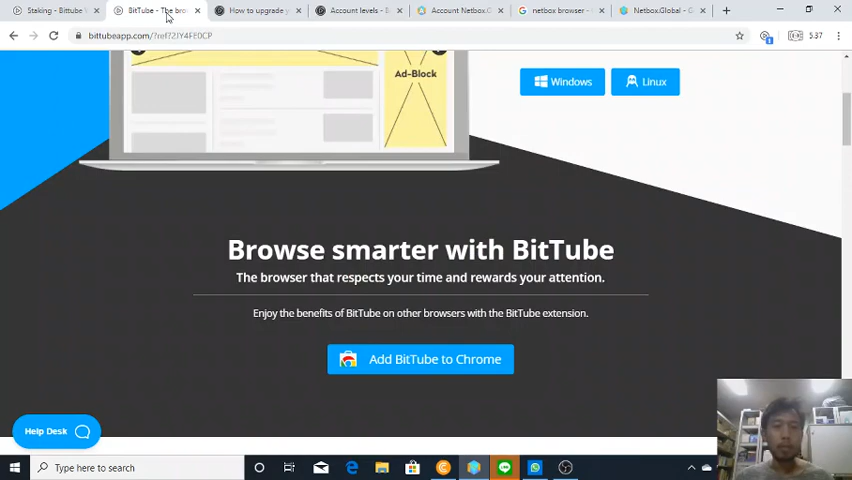 Staking - Bittube
BitTube - The bro
How to upgrade y
Account levels - B
Account Netbox.G
netbox browser -
Netbox.Global - G
bittubeapp.com/?ref?2JY4FE0CP
5.37
Ad-Block
Windows
Linux
Browse smarter with BitTube
The browser that respects your time and rewards your attention.
Enjoy the benefits of BitTube on other browsers with the BitTube extension.
Add BitTube to Chrome
Help Desk
Type here to search